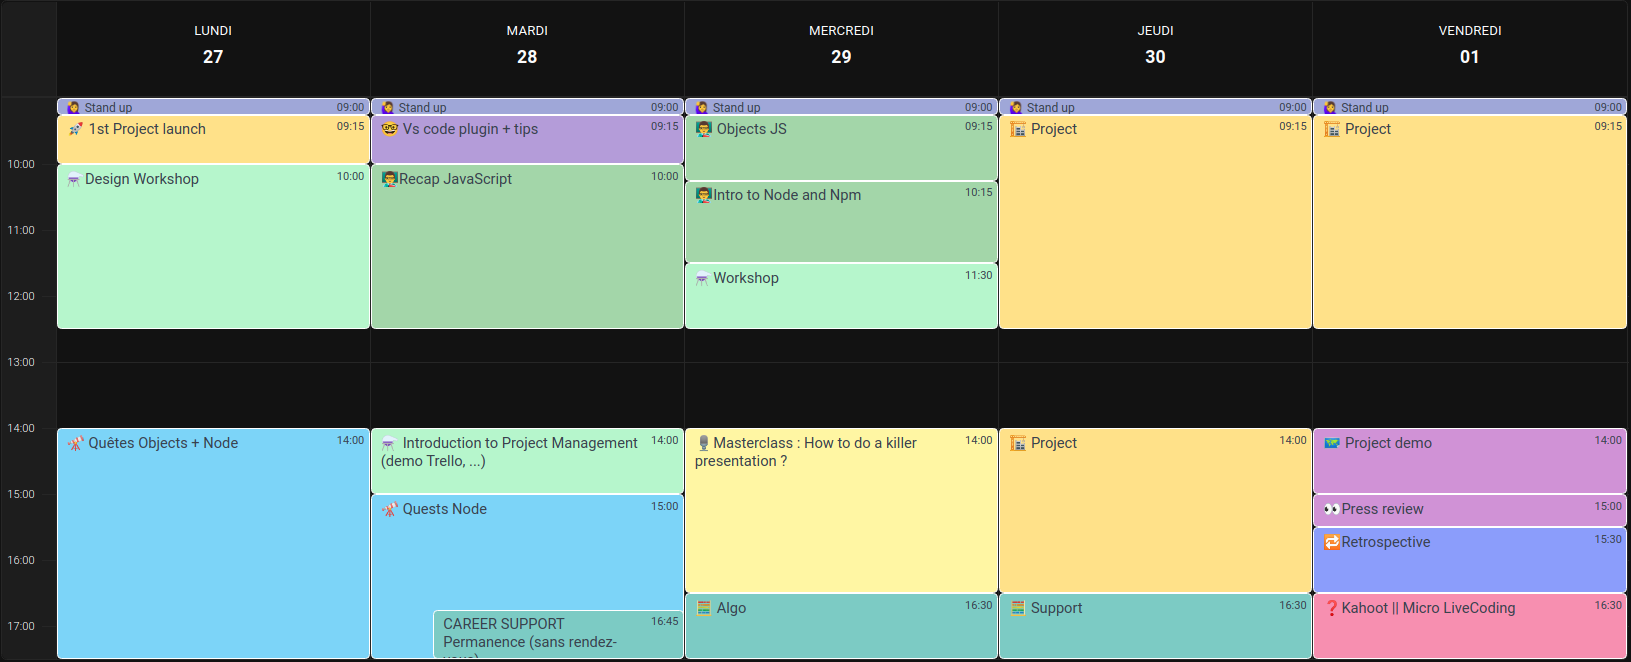 LUNDI
27
MARDI
28
MERCREDI
29
JEUDI
30
VENDREDI
01
Stand up 09:00
Stand up 09:00
Stand up 09:00
Stand up 09:00
Stand up 09:00
1st Project launch 09:15
Vs code plugin + tips 09:15
Objects JS 09:15
Project 09:15
Project 09:15
10:00
Design Workshop 10:00
Recap JavaScript 10:00
Intro to Node and Npm 10:15
11:00
Workshop 11:30
12:00
13:00
14:00
Quêtes Objects + Node 14:00
Introduction to Project Management 14:00
(demo Trello, ...)
Masterclass : How to do a killer 14:00
presentation ?
Project 14:00
Project demo 14:00
15:00
Quests Node 15:00
Press review 15:00
Retrospective 15:30
16:00
Algo 16:30
Support 16:30
Kahoot || Micro LiveCoding 16:30
17:00
CAREER SUPPORT 16:45
Permanence (sans rendez-